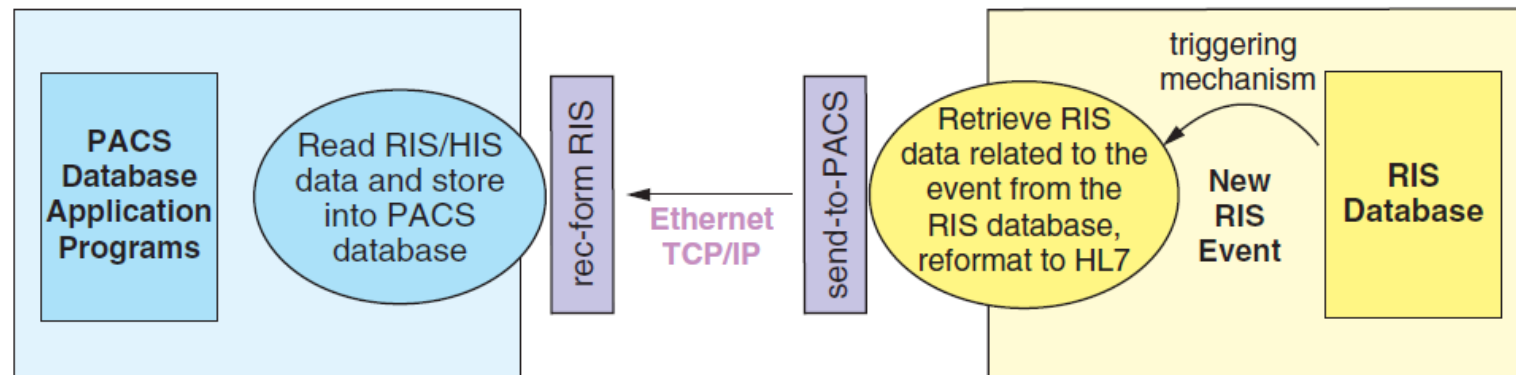 PACS
Database
Application
Programs
Read RIS/HIS
data and store
into PACS
database
rec-form RIS
Ethernet
TCP/IP
send-to-PACS
Retrieve RIS
data related to the
event from the
RIS database,
reformat to HL7
triggering
mechanism
New
RIS
Event
RIS
Database